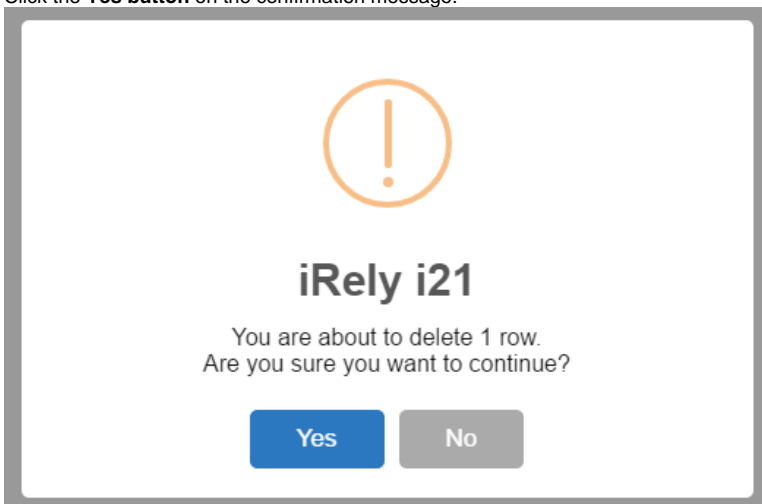 Click the Yes button on the confirmation message.
iRely i21
You are about to delete 1 row.
Are you sure you want to continue?
Yes
No